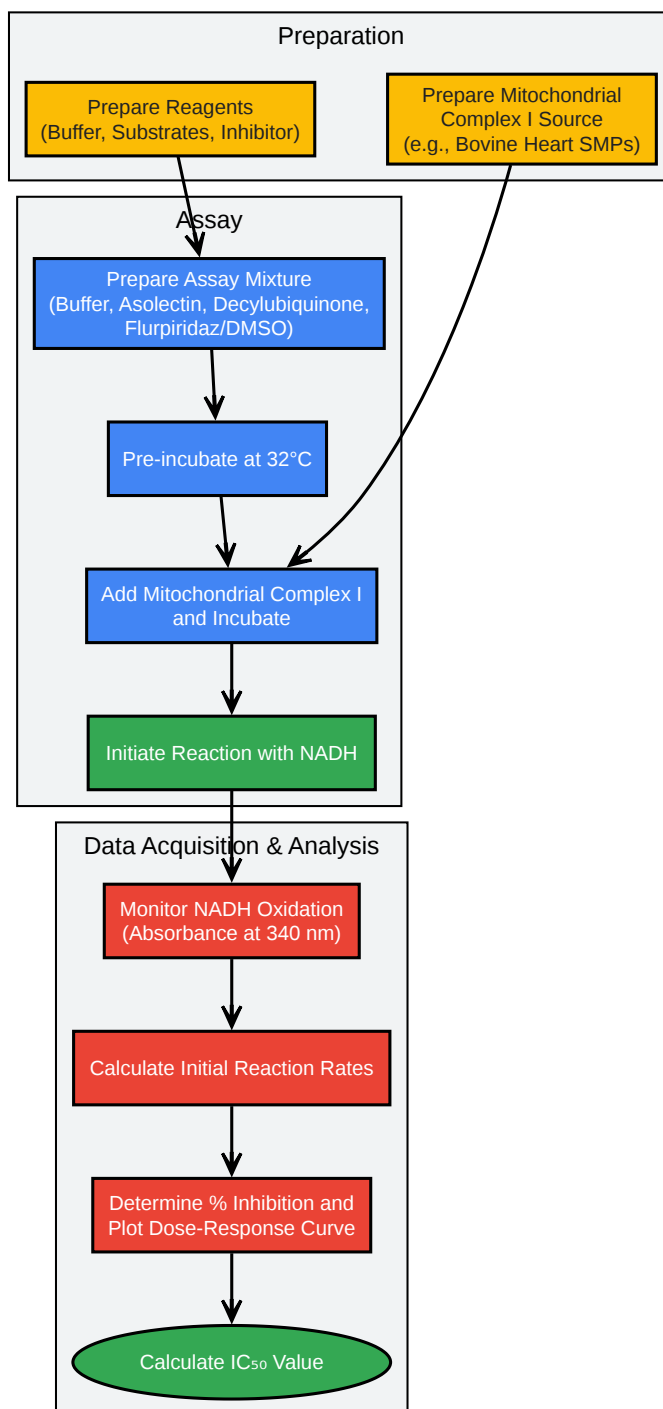 Preparation
Prepare Reagents
(Buffer, Substrates, Inhibitor)
Prepare Mitochondrial
Complex I Source
(e.g., Bovine Heart SMPs)
Assay
Prepare Assay Mixture
(Buffer, Asolectin, Decylubiquinone,
Flurpiridaz/DMSO)
Pre-incubate at 32°C
Add Mitochondrial Complex I
and Incubate
Initiate Reaction with NADH
Data Acquisition & Analysis
Monitor NADH Oxidation
(Absorbance at 340 nm)
Calculate Initial Reaction Rates
Determine % Inhibition and
Plot Dose-Response Curve
Calculate IC₅₀ Value